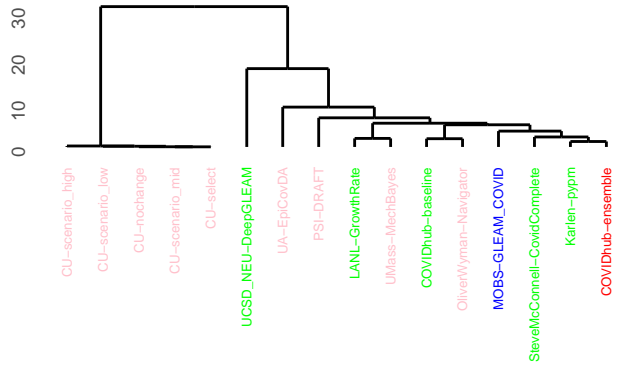 30
20
10
0
CU-scenario_high
CU-scenario_low
CU-nochange
CU-scenario_mid
CU-select
UCSD_NEU-DeepGLEAM
UA-EpiCovDA
PSI-DRAFT
LANL-GrowthRate
UMass-MechBayes
COVIDhub-baseline
OliverWyman-Navigator
MOBS-GLEAM_COVID
SteveMcConnell-CovidComplete
Karlen-pypm
COVIDhub-ensemble